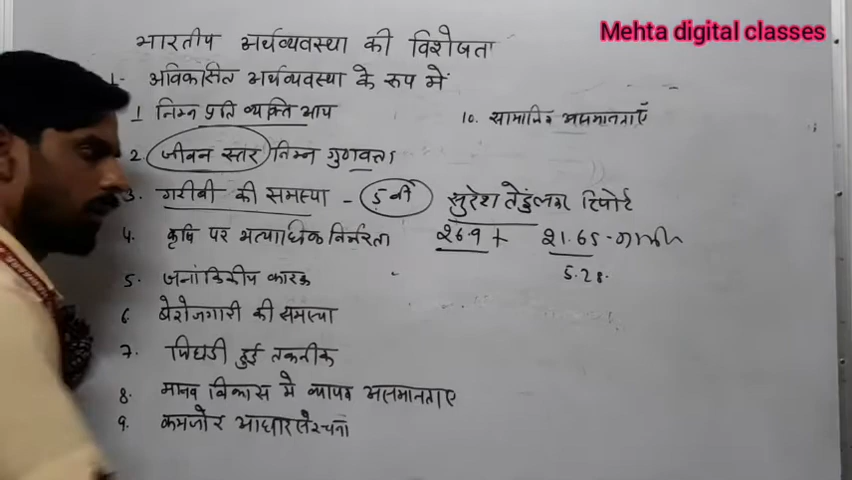 Mehta digital classes
भारतीय अर्थव्यवस्था की विशेषता
1- अविकसित अर्थव्यवस्था के रूप में
1 निम्न प्रति व्यक्ति आय
10. सामाजिक असमानताएँ
2 जीवन स्तर निम्न गुणवत्ता
3. गरीबी की समस्या - सुरेश तेंदुलकर रिपोर्ट
4. कृषि पर अत्याधिक निर्भरता 26.9 21.65
5. जनांकिकीय कारक 5.28.
6. बेरोजगारी की समस्या
7. पिछडी हुई तकनीक
8. मानव विकास मे व्यापक असमानताए
9. कमजोर आधारसंरचना